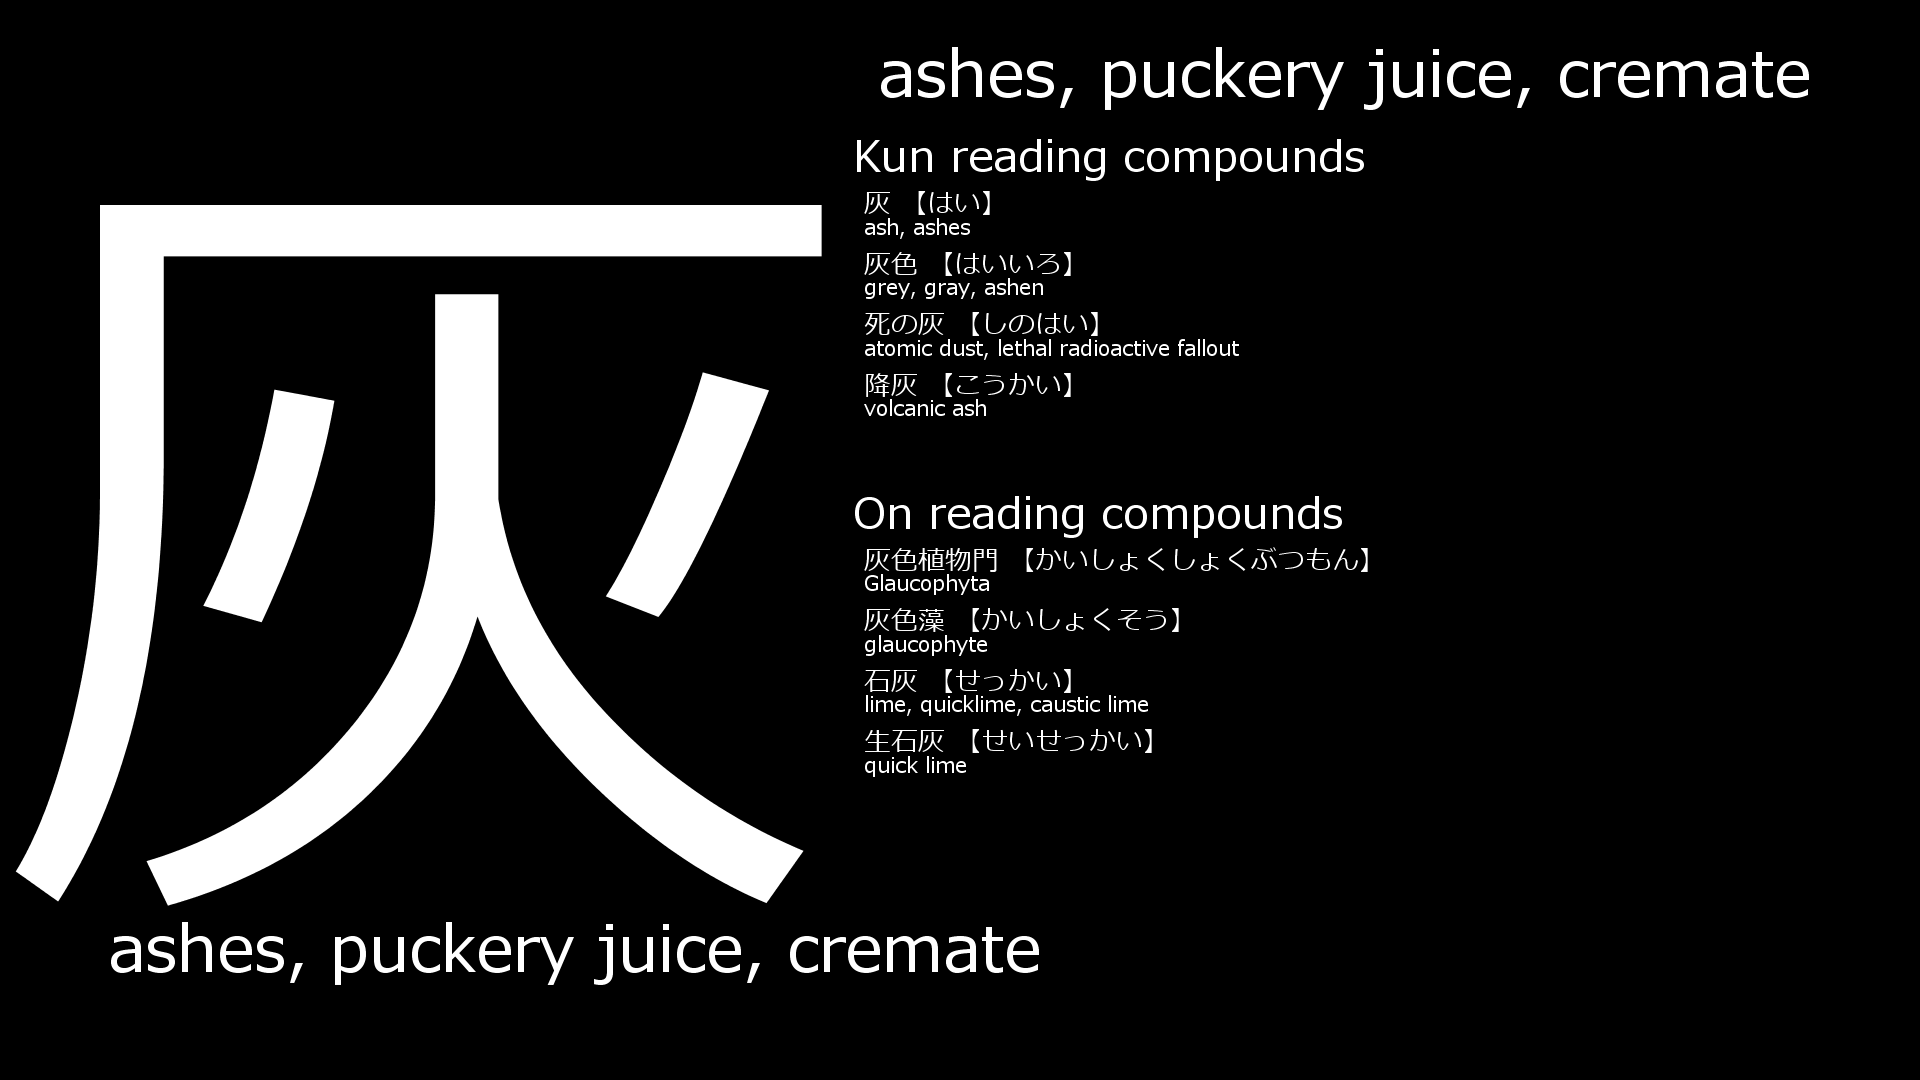 灰
ashes, puckery juice, cremate
ashes, puckery juice, cremate
Kun reading compounds
灰 【はい】
ash, ashes
灰色 【はいいろ】
grey, gray, ashen
死の灰 【しのはい】
atomic dust, lethal radioactive fallout
降灰 【こうかい】
volcanic ash
On reading compounds
灰色植物門 【かいしょくしょくぶつもん】
Glaucophyta
灰色藻 【かいしょくそう】
glaucophyte
石灰 【せっかい】
lime, quicklime, caustic lime
生石灰 【せいせっかい】
quick lime